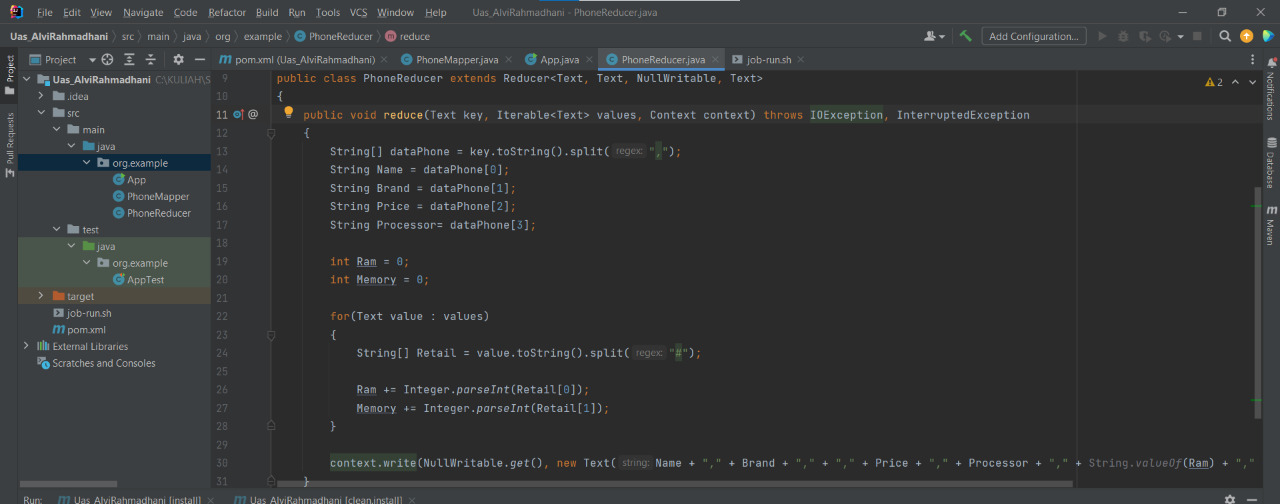 File Edit View Navigate Code Refactor Build Run Tools VCS Window Help Uas_AlviRahmadhani - PhoneReducer.java
Uas_AlviRahmadhani › src › main › java › org › example › PhoneReducer › reduce Add Configuration...
Project
pom.xml (Uas_AlviRahmadhani) PhoneMapper.java App.java PhoneReducer.java job-run.sh
Project
Pull Requests
Uas_AlviRahmadhani C:\KULIAH\S
.idea
src
main
java
org.example
App
PhoneMapper
PhoneReducer
test
java
org.example
AppTest
target
job-run.sh
pom.xml
External Libraries
Scratches and Consoles
9 public class PhoneReducer extends Reducer<Text, Text, NullWritable, Text>
10 {
11 @ public void reduce(Text key, Iterable<Text> values, Context context) throws IOException, InterruptedException
12 {
13 String[] dataPhone = key.toString().split( regex: ",");
14 String Name = dataPhone[0];
15 String Brand = dataPhone[1];
16 String Price = dataPhone[2];
17 String Processor= dataPhone[3];
18
19 int Ram = 0;
20 int Memory = 0;
21
22 for(Text value : values)
23 {
24 String[] Retail = value.toString().split( regex: "#");
25
26 Ram += Integer.parseInt(Retail[0]);
27 Memory += Integer.parseInt(Retail[1]);
28 }
29
30 context.write(NullWritable.get(), new Text( string: Name + "," + Brand + "," + "," + Price + "," + Processor + "," + String.valueOf(Ram) + ","
31 }
2
Notifications
Database
Maven
Run: Uas_AlviRahmadhani [install] Uas_AlviRahmadhani [clean,install]